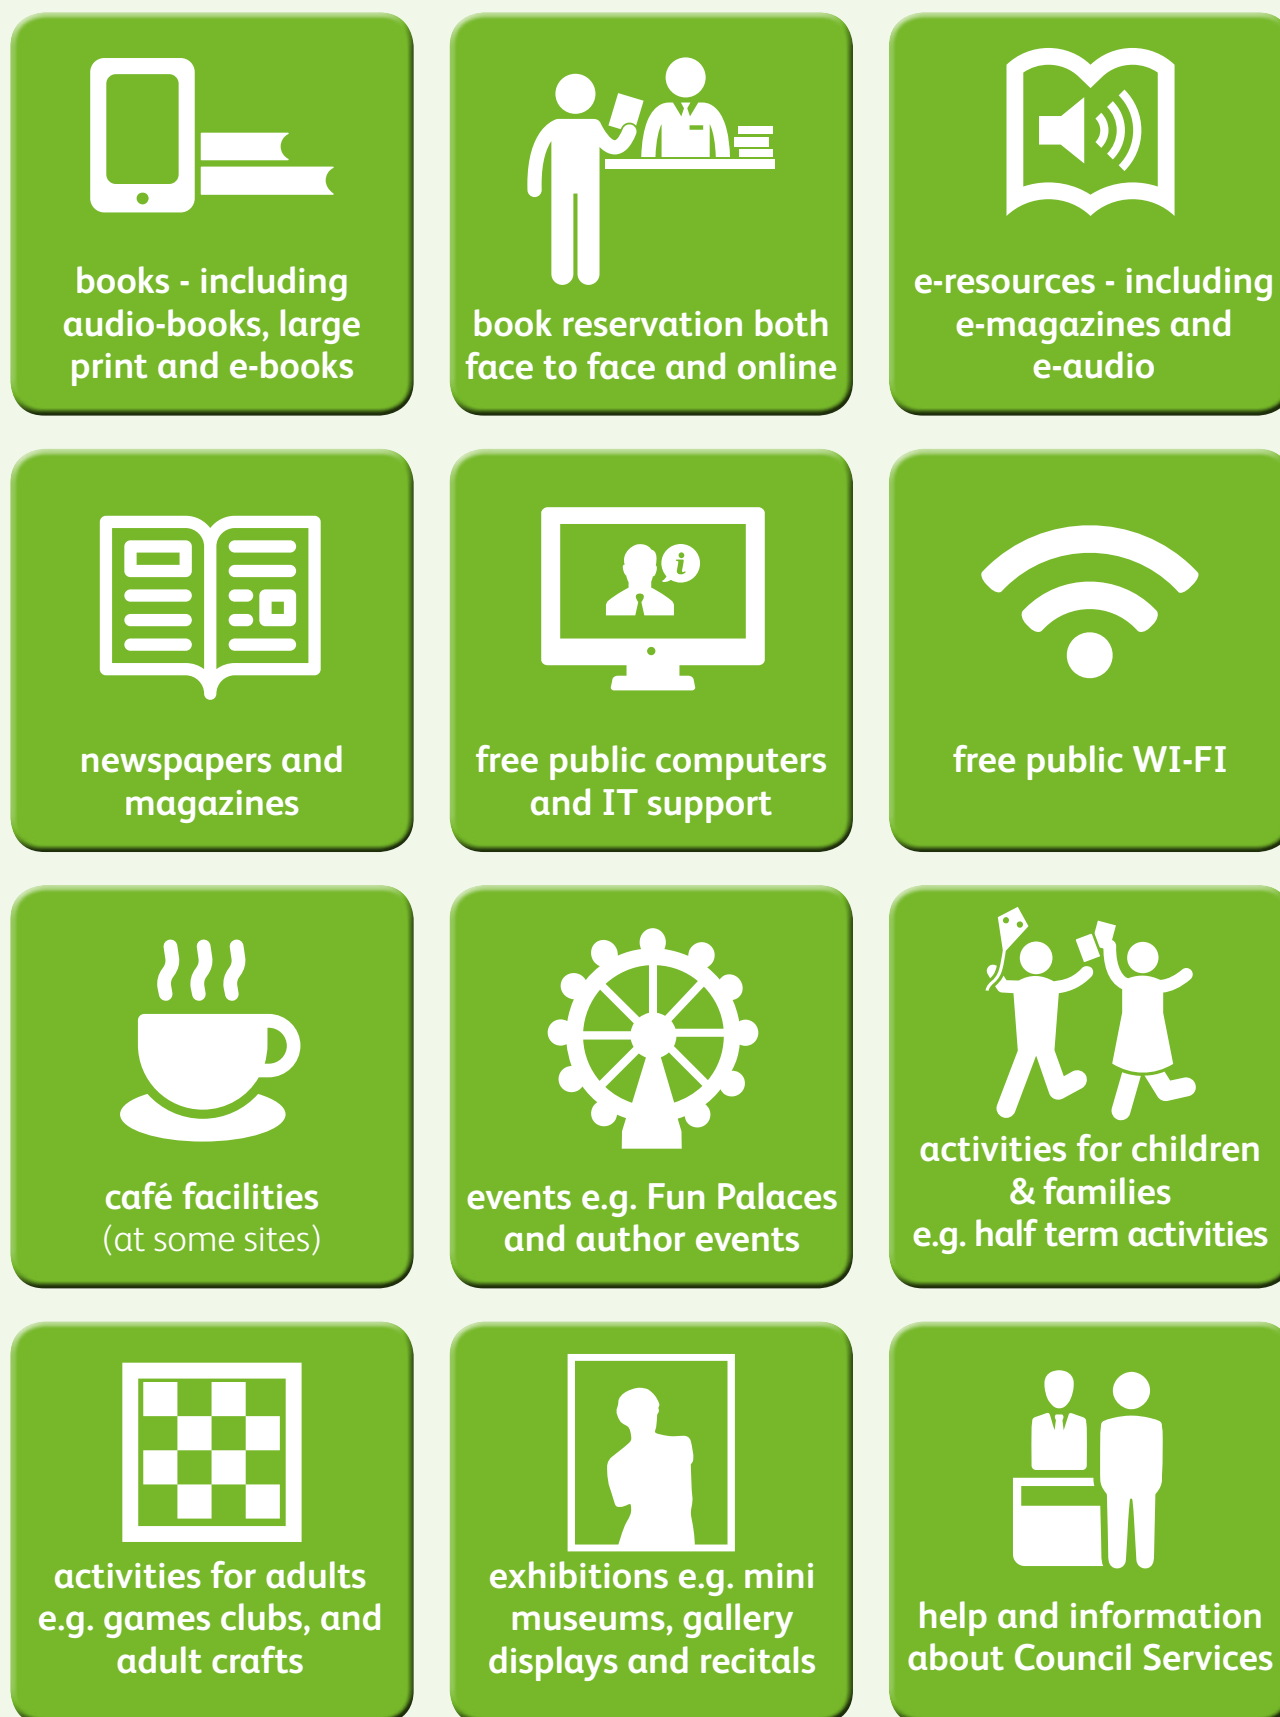 books - including
audio-books, large
print and e-books
book reservation both
face to face and online
e-resources - including
e-magazines and
e-audio
newspapers and
magazines
i
free public computers
and IT support
free public WI-FI
café facilities
(at some sites)
events e.g. Fun Palaces
and author events
activities for children
& families
e.g. half term activities
activities for adults
e.g. games clubs, and
adult crafts
exhibitions e.g. mini
museums, gallery
displays and recitals
help and information
about Council Services